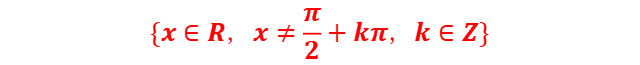 {x ∈ R, x ≠ π/2 + kπ, k ∈ Z}